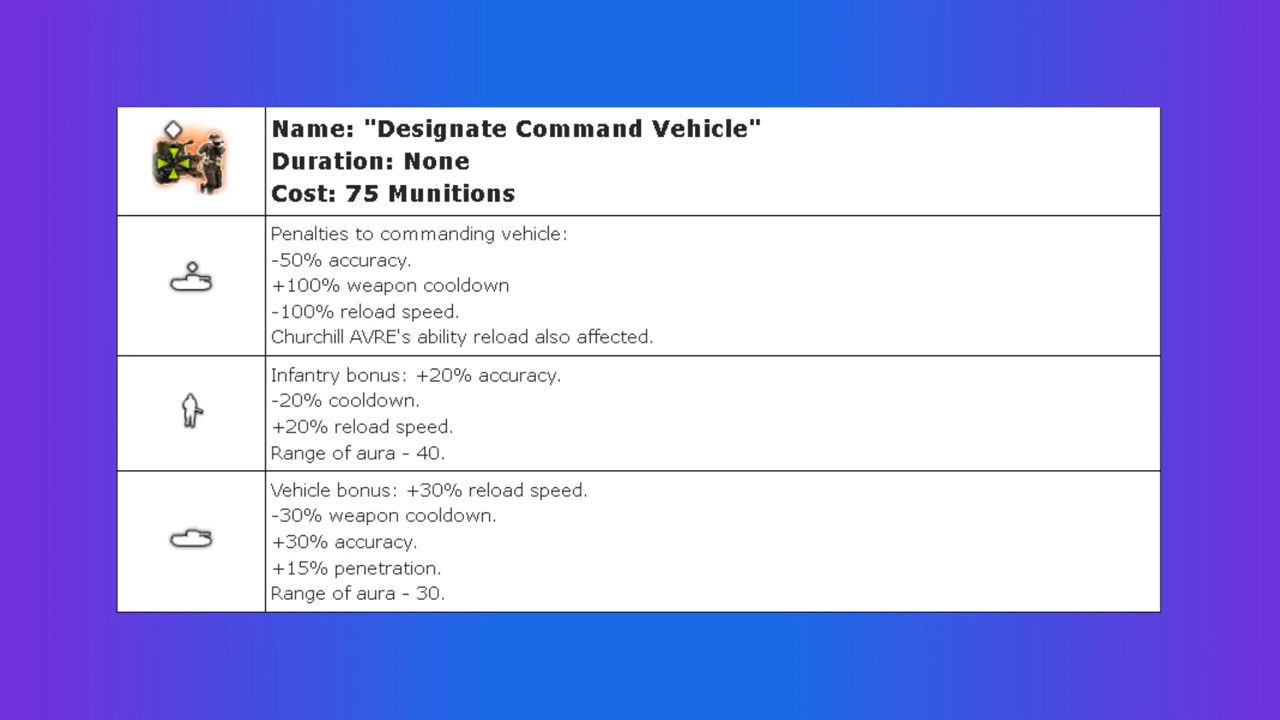 Name: "Designate Command Vehicle"
Duration: None
Cost: 75 Munitions
Penalties to commanding vehicle:
-50% accuracy.
+100% weapon cooldown
-100% reload speed.
Churchill AVRE's ability reload also affected.
Infantry bonus: +20% accuracy.
-20% cooldown.
+20% reload speed.
Range of aura - 40.
Vehicle bonus: +30% reload speed.
-30% weapon cooldown.
+30% accuracy.
+15% penetration.
Range of aura - 30.